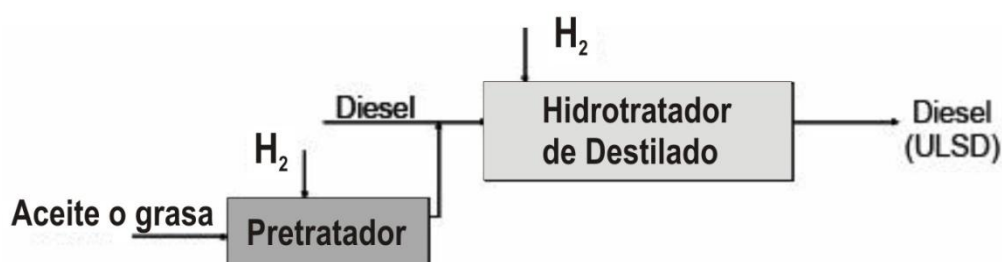 H₂
Diesel
Hidrotratador
de Destilado
Diesel
(ULSD)
H₂
Aceite o grasa
Pretratador